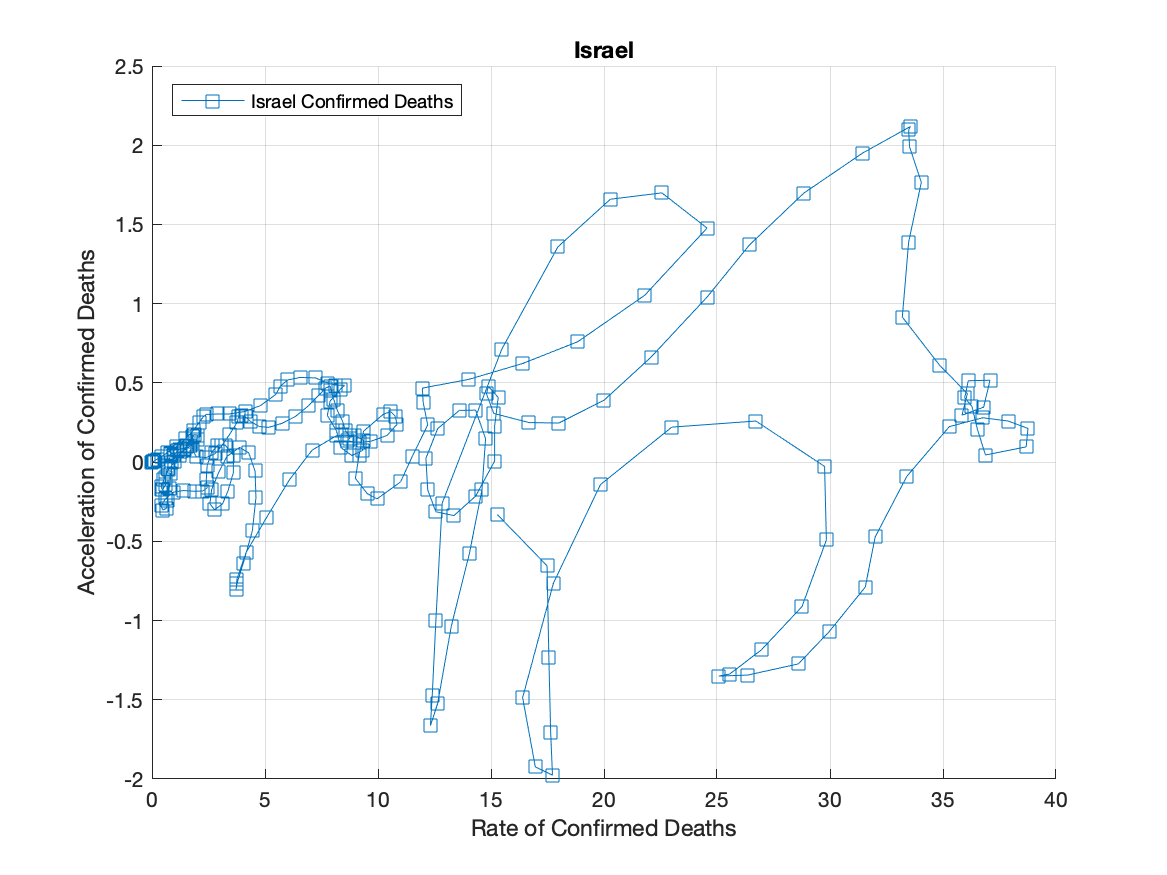 Israel
Israel Confirmed Deaths
2.5
2
1.5
1
0.5
0
-0.5
-1
-1.5
-2
Acceleration of Confirmed Deaths
0 5 10 15 20 25 30 35 40
Rate of Confirmed Deaths